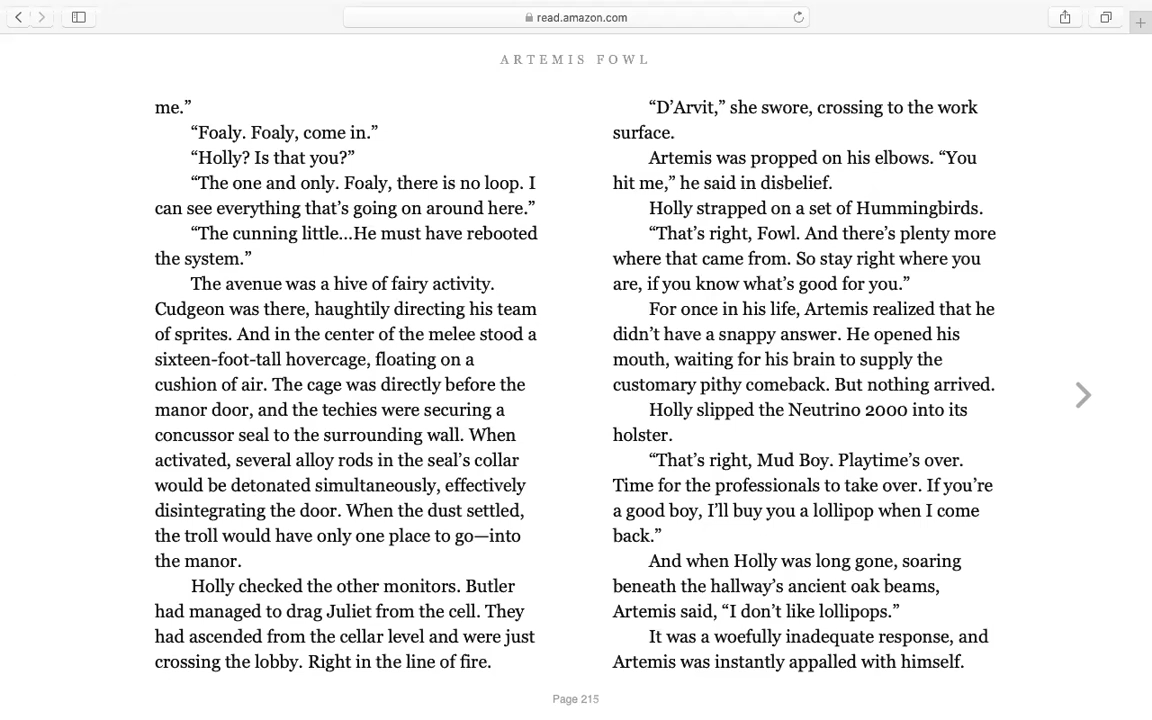 read.amazon.com
ARTEMIS FOWL
me.”
“Foaly. Foaly, come in.”
“Holly? Is that you?”
“The one and only. Foaly, there is no loop. I
can see everything that’s going on around here.”
“The cunning little...He must have rebooted
the system.”
The avenue was a hive of fairy activity.
Cudgeon was there, haughtily directing his team
of sprites. And in the center of the melee stood a
sixteen-foot-tall hovercage, floating on a
cushion of air. The cage was directly before the
manor door, and the techies were securing a
concussor seal to the surrounding wall. When
activated, several alloy rods in the seal’s collar
would be detonated simultaneously, effectively
disintegrating the door. When the dust settled,
the troll would have only one place to go—into
the manor.
Holly checked the other monitors. Butler
had managed to drag Juliet from the cell. They
had ascended from the cellar level and were just
crossing the lobby. Right in the line of fire.
“D’Arvit,” she swore, crossing to the work
surface.
Artemis was propped on his elbows. “You
hit me,” he said in disbelief.
Holly strapped on a set of Hummingbirds.
“That’s right, Fowl. And there’s plenty more
where that came from. So stay right where you
are, if you know what’s good for you.”
For once in his life, Artemis realized that he
didn’t have a snappy answer. He opened his
mouth, waiting for his brain to supply the
customary pithy comeback. But nothing arrived.
Holly slipped the Neutrino 2000 into its
holster.
“That’s right, Mud Boy. Playtime’s over.
Time for the professionals to take over. If you’re
a good boy, I’ll buy you a lollipop when I come
back.”
And when Holly was long gone, soaring
beneath the hallway’s ancient oak beams,
Artemis said, “I don’t like lollipops.”
It was a woefully inadequate response, and
Artemis was instantly appalled with himself.
Page 215